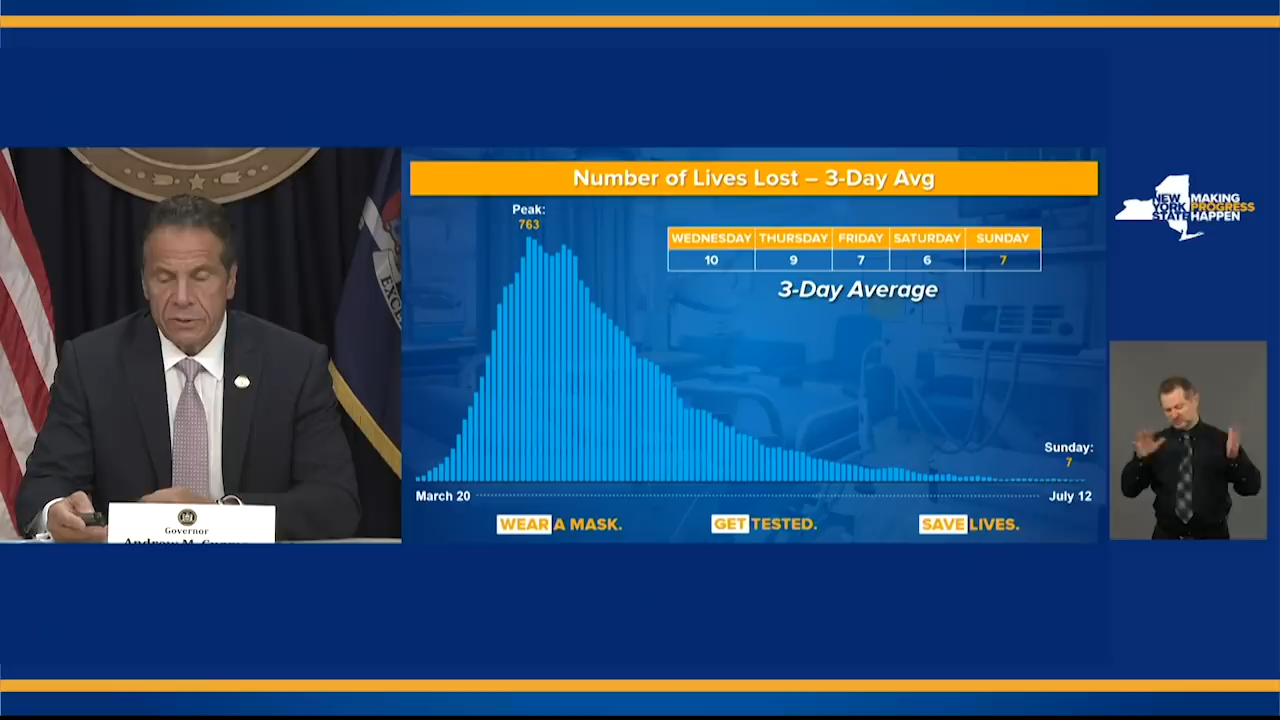 Number of Lives Lost – 3-Day Avg
Peak:
763
WEDNESDAY THURSDAY FRIDAY SATURDAY SUNDAY
10 9 7 6 7
3-Day Average
Sunday:
7
March 20
July 12
WEAR A MASK.
GET TESTED.
SAVE LIVES.
NEW YORK STATE
MAKING PROGRESS HAPPEN
Governor
Andrew M.